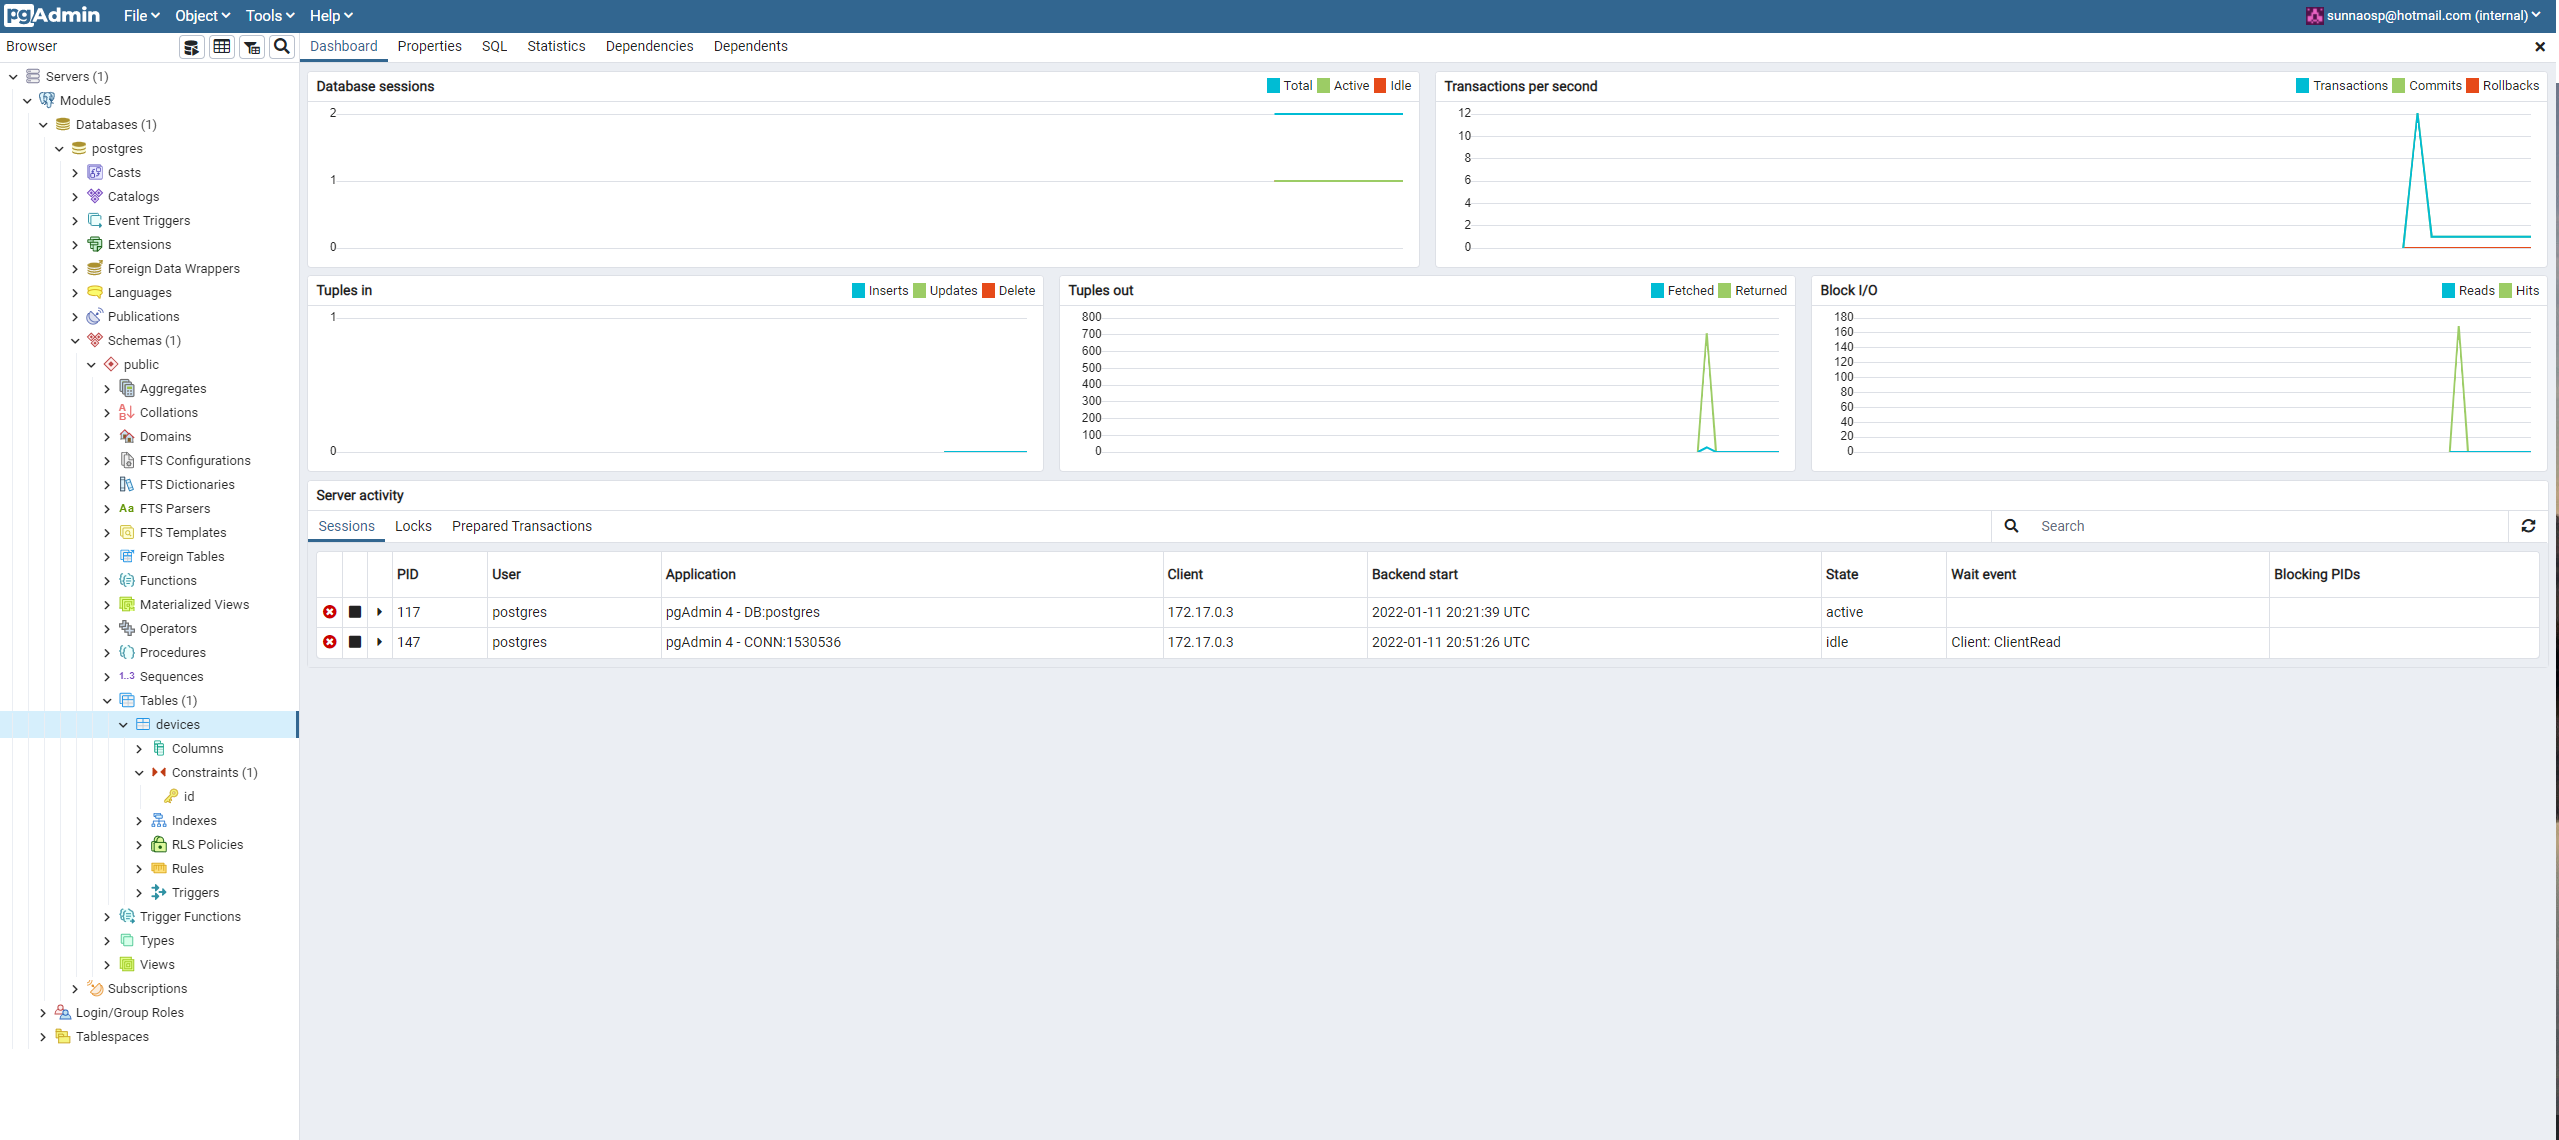 pgAdmin File Object Tools Help sunnaosp@hotmail.com (internal)
Browser
Dashboard Properties SQL Statistics Dependencies Dependents
Servers (1)
Module5
Databases (1)
postgres
Casts
Catalogs
Event Triggers
Extensions
Foreign Data Wrappers
Languages
Publications
Schemas (1)
public
Aggregates
Collations
Domains
FTS Configurations
FTS Dictionaries
Aa FTS Parsers
FTS Templates
Foreign Tables
Functions
Materialized Views
Operators
Procedures
1..3 Sequences
Tables (1)
devices
Columns
Constraints (1)
id
Indexes
RLS Policies
Rules
Triggers
Trigger Functions
Types
Views
Subscriptions
Login/Group Roles
Tablespaces
Database sessions Total Active Idle
2
1
0
Transactions per second Transactions Commits Rollbacks
12
10
8
6
4
2
0
Tuples in Inserts Updates Delete
1
0
Tuples out Fetched Returned
800
700
600
500
400
300
200
100
0
Block I/O Reads Hits
180
160
140
120
100
80
60
40
20
0
Server activity
Sessions Locks Prepared Transactions Search
PID User Application Client Backend start State Wait event Blocking PIDs
117 postgres pgAdmin 4 - DB:postgres 172.17.0.3 2022-01-11 20:21:39 UTC active
147 postgres pgAdmin 4 - CONN:1530536 172.17.0.3 2022-01-11 20:51:26 UTC idle Client: ClientRead